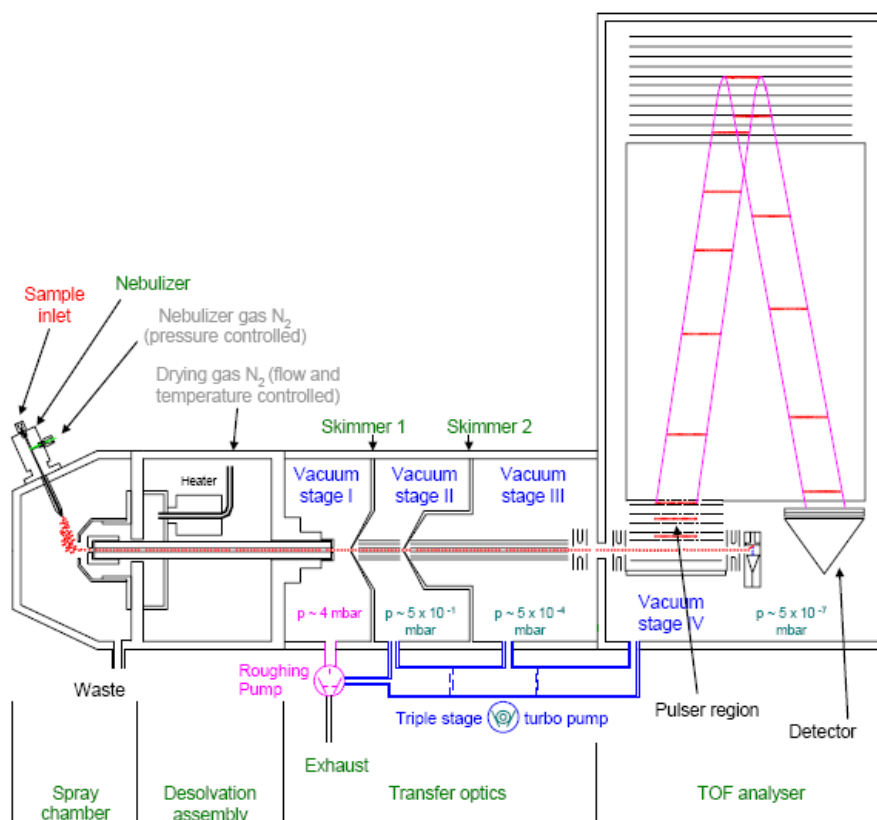 Sample
inlet
Nebulizer
Nebulizer gas N₂
(pressure controlled)
Drying gas N₂ (flow and
temperature controlled)
Skimmer 1
Skimmer 2
Heater
Vacuum
stage I
Vacuum
stage II
Vacuum
stage III
p ~ 4 mbar
p ~ 5 x 10⁻¹
mbar
p ~ 5 x 10⁻⁴
mbar
Vacuum
stage IV
p ~ 5 x 10⁻⁷
mbar
Waste
Roughing
Pump
Triple stage
turbo pump
Pulser region
Detector
Exhaust
Spray
chamber
Desolvation
assembly
Transfer optics
TOF analyser